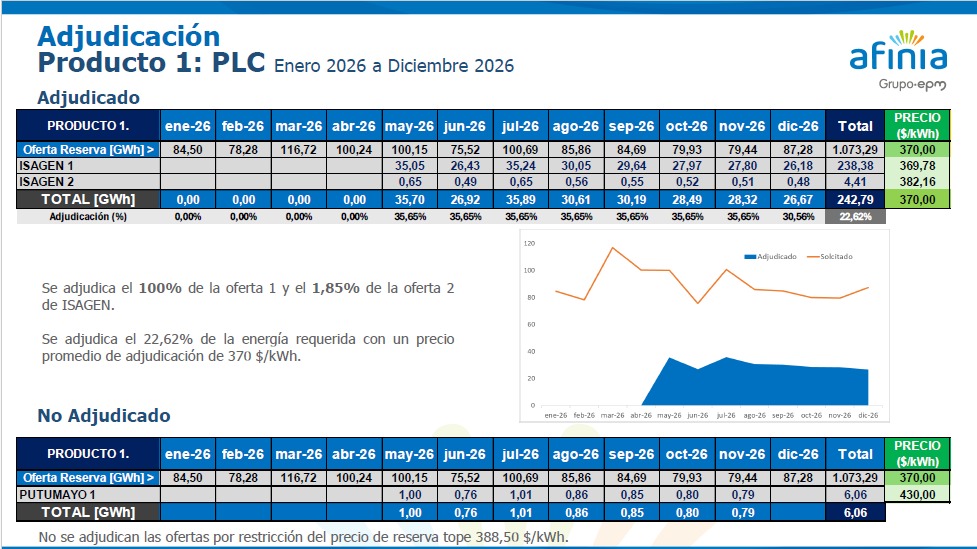 Adjudicación
Producto 1: PLC Enero 2026 a Diciembre 2026
afinia
Grupo·epm
Adjudicado
PRODUCTO 1. ene-26 feb-26 mar-26 abr-26 may-26 jun-26 jul-26 ago-26 sep-26 oct-26 nov-26 dic-26 Total PRECIO ($/kWh)
Oferta Reserva [GWh] > 84,50 78,28 116,72 100,24 100,15 75,52 100,69 85,86 84,69 79,93 79,44 87,28 1.073,29 370,00
ISAGEN 1 35,05 26,43 35,24 30,05 29,64 27,97 27,80 26,18 238,38 369,78
ISAGEN 2 0,65 0,49 0,65 0,56 0,55 0,52 0,51 0,48 4,41 382,16
TOTAL [GWh] 0,00 0,00 0,00 0,00 35,70 26,92 35,89 30,61 30,19 28,49 28,32 26,67 242,79 370,00
Adjudicación (%) 0,00% 0,00% 0,00% 0,00% 35,65% 35,65% 35,65% 35,65% 35,65% 35,65% 35,65% 30,56% 22,62%
Se adjudica el 100% de la oferta 1 y el 1,85% de la oferta 2
de ISAGEN.
Se adjudica el 22,62% de la energía requerida con un precio
promedio de adjudicación de 370 $/kWh.
Adjudicado Solcitado
120
100
80
60
40
20
0
ene-26 feb-26 mar-26 abr-26 may-26 jun-26 jul-26 ago-26 sep-26 oct-26 nov-26 dic-26
No Adjudicado
PRODUCTO 1. ene-26 feb-26 mar-26 abr-26 may-26 jun-26 jul-26 ago-26 sep-26 oct-26 nov-26 dic-26 Total PRECIO ($/kWh)
Oferta Reserva [GWh] > 84,50 78,28 116,72 100,24 100,15 75,52 100,69 85,86 84,69 79,93 79,44 87,28 1.073,29 370,00
PUTUMAYO 1 1,00 0,76 1,01 0,86 0,85 0,80 0,79 6,06 430,00
TOTAL [GWh] 1,00 0,76 1,01 0,86 0,85 0,80 0,79 6,06
No se adjudican las ofertas por restricción del precio de reserva tope 388,50 $/kWh.